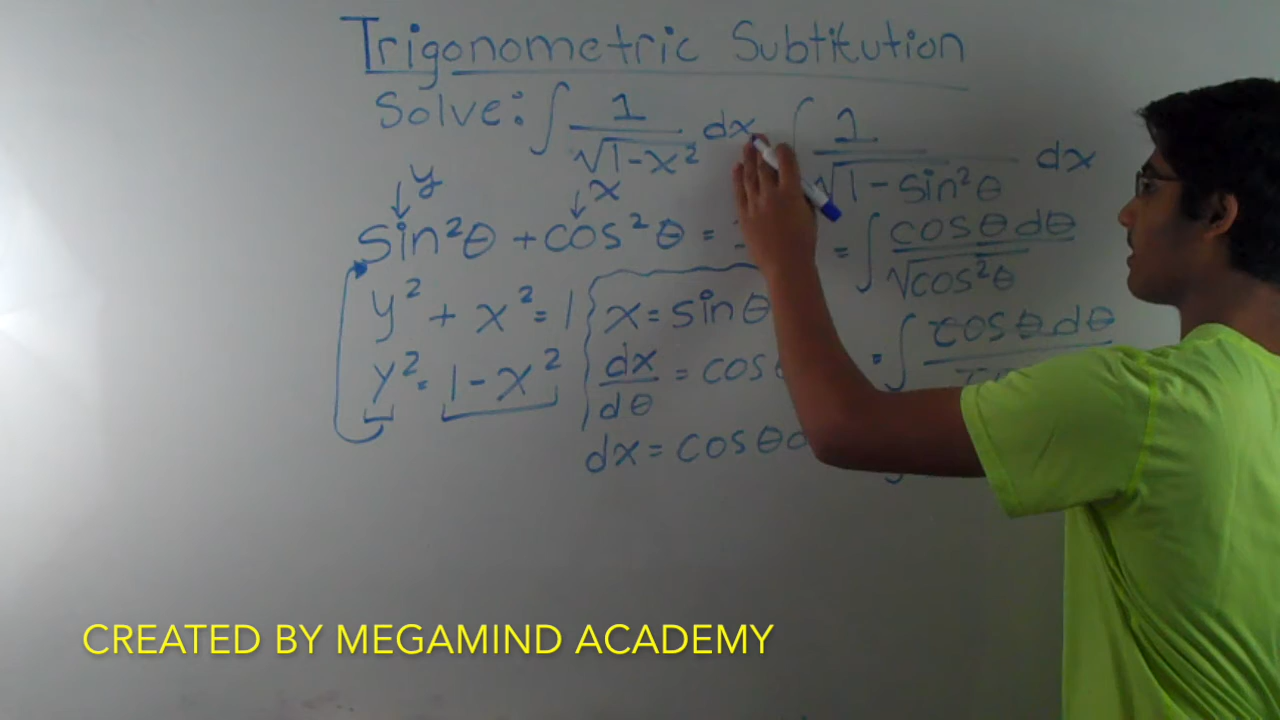 Trigonometric Subtitution
Solve: ∫ 1/√1-x² dx ∫ 1/√1-sin²θ dx
↓y ↓x
sin²θ + cos²θ =
= ∫ cosθdθ/√cos²θ
y² + x² = 1
x = sinθ
= ∫ cosθdθ
y² = 1-x²
dx/dθ = cos
dx = cosθd
CREATED BY MEGAMIND ACADEMY